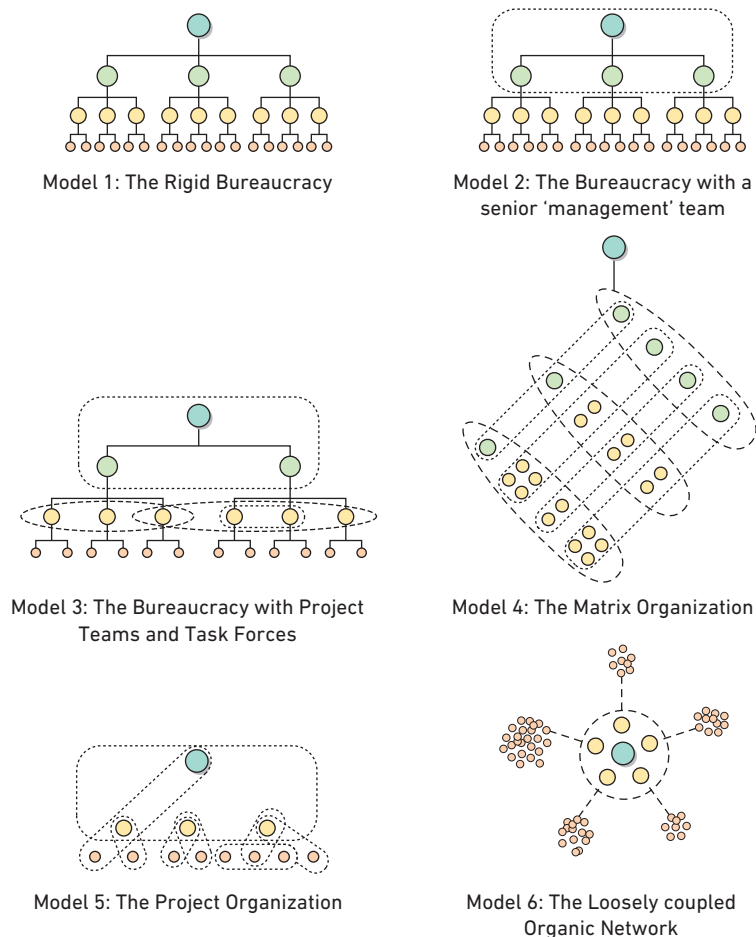 Model 1: The Rigid Bureaucracy
Model 2: The Bureaucracy with a
senior ‘management’ team
Model 3: The Bureaucracy with Project
Teams and Task Forces
Model 4: The Matrix Organization
Model 5: The Project Organization
Model 6: The Loosely coupled
Organic Network